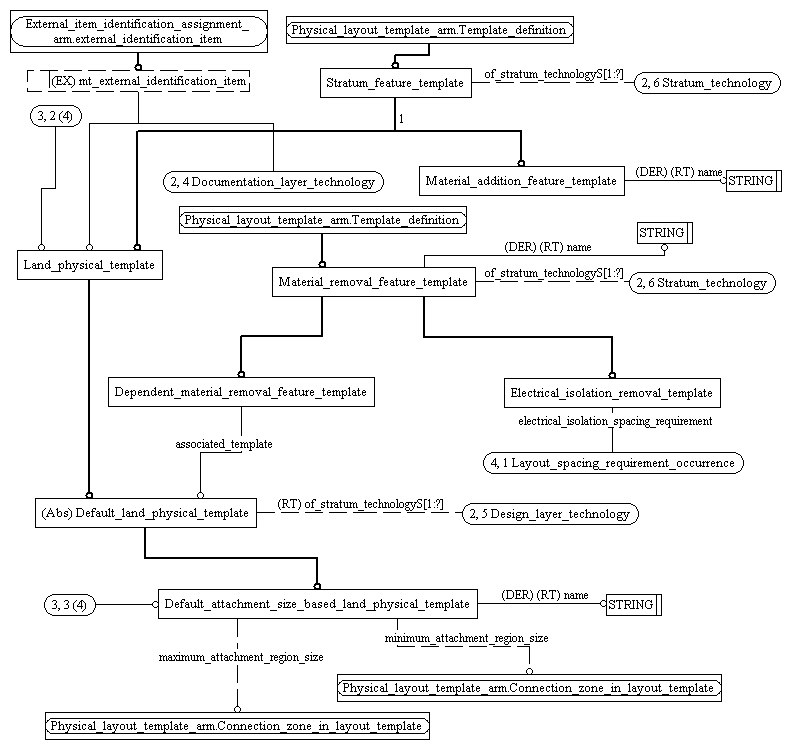 External_item_identification_assignment_
arm.external_identification_item
Physical_layout_template_arm.Template_definition
(EX) mt_external_identification_item
Stratum_feature_template
of_stratum_technologyS[1:?]
2, 6 Stratum_technology
3, 2 (4)
1
2, 4 Documentation_layer_technology
Material_addition_feature_template
(DER) (RT) name
STRING
Physical_layout_template_arm.Template_definition
STRING
(DER) (RT) name
Land_physical_template
Material_removal_feature_template
of_stratum_technologyS[1:?]
2, 6 Stratum_technology
Dependent_material_removal_feature_template
Electrical_isolation_removal_template
electrical_isolation_spacing_requirement
associated_template
4, 1 Layout_spacing_requirement_occurrence
(Abs) Default_land_physical_template
(RT) of_stratum_technologyS[1:?]
2, 5 Design_layer_technology
3, 3 (4)
Default_attachment_size_based_land_physical_template
(DER) (RT) name
STRING
minimum_attachment_region_size
maximum_attachment_region_size
Physical_layout_template_arm.Connection_zone_in_layout_template
Physical_layout_template_arm.Connection_zone_in_layout_template